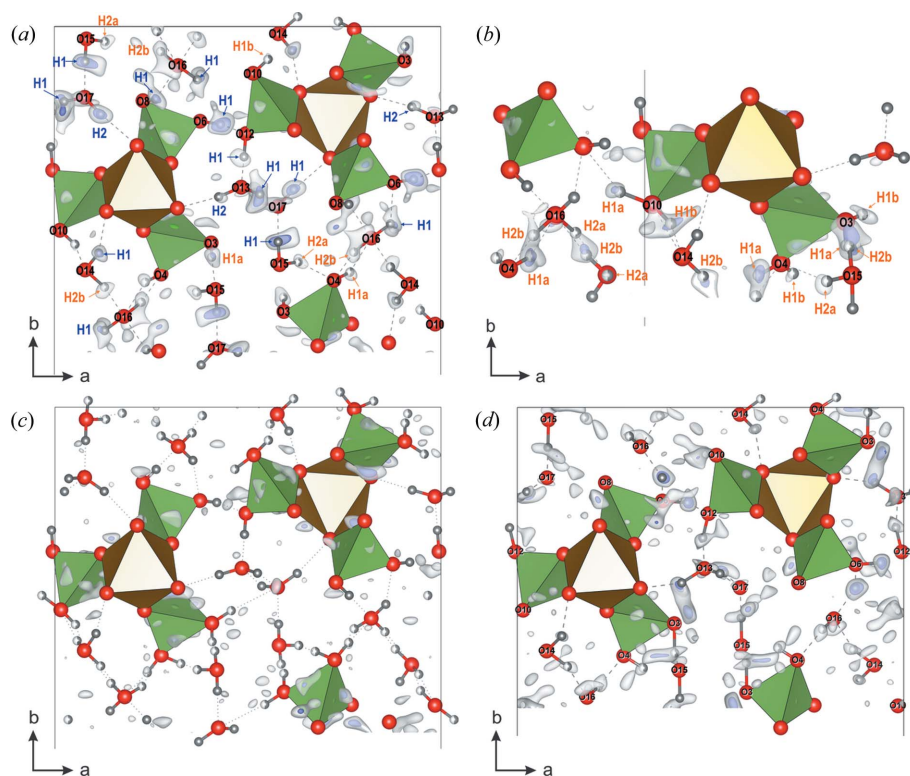 (a)
O15 H2a
H2b
O16
H1
H1
O14
H1b
O10
O3
H1 O17 H1 O8 O6 H1
H2 O12 H2 O13
H1 H1 H1
O13 O6
H2 O17 O8
O10 O3 H1 H2a O16 H1
H1 H1a O15 H2b
O14 O4 O4 H1a O14
H2b O15
H1 O16 O3 O10
O17
b
a
(b)
H1a O10 H1b O3 H1b
O16
H2b H2a H1a
O4 H2b O14 H1a O4 H2b
H1a H2a H2b H1b O15
H2a
b
a
(c)
b
a
(d)
O15 O14 O4
O16 O3
O17 O10
O8
O12
O12 O13 O6 O12
O8
O10 O17
O3 O16
O14 O4 O15 O15 O4 O14
O16 O3
b
a